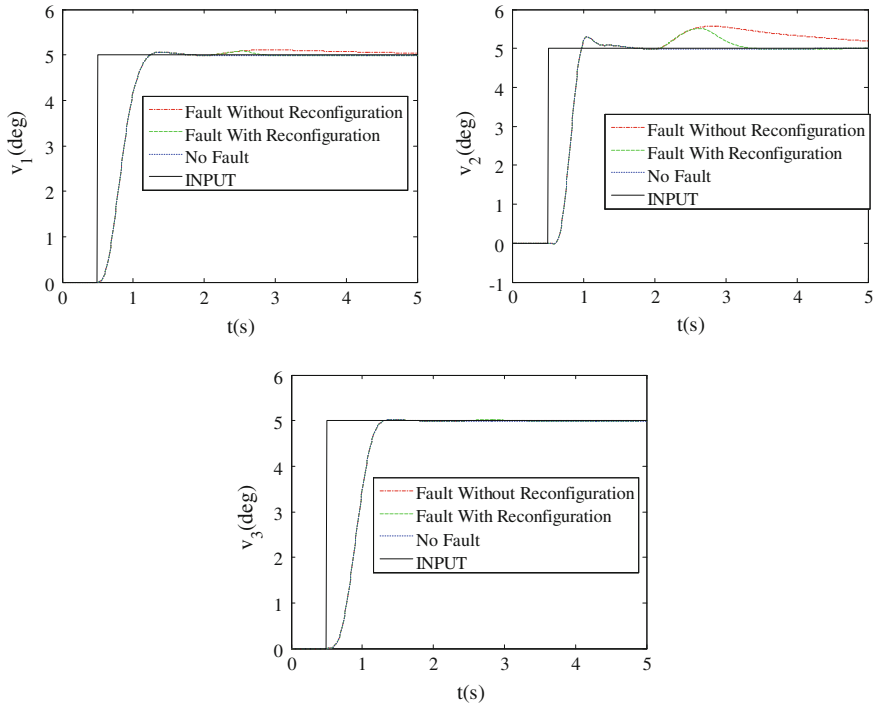 6
5
4
3
2
1
0
v1(deg)
Fault Without Reconfiguration
Fault With Reconfiguration
No Fault
INPUT
0 1 2 3 4 5
t(s)
6
5
4
3
2
1
0
-1
v2(deg)
Fault Without Reconfiguration
Fault With Reconfiguration
No Fault
INPUT
0 1 2 3 4 5
t(s)
6
5
4
3
2
1
0
v3(deg)
Fault Without Reconfiguration
Fault With Reconfiguration
No Fault
INPUT
0 1 2 3 4 5
t(s)